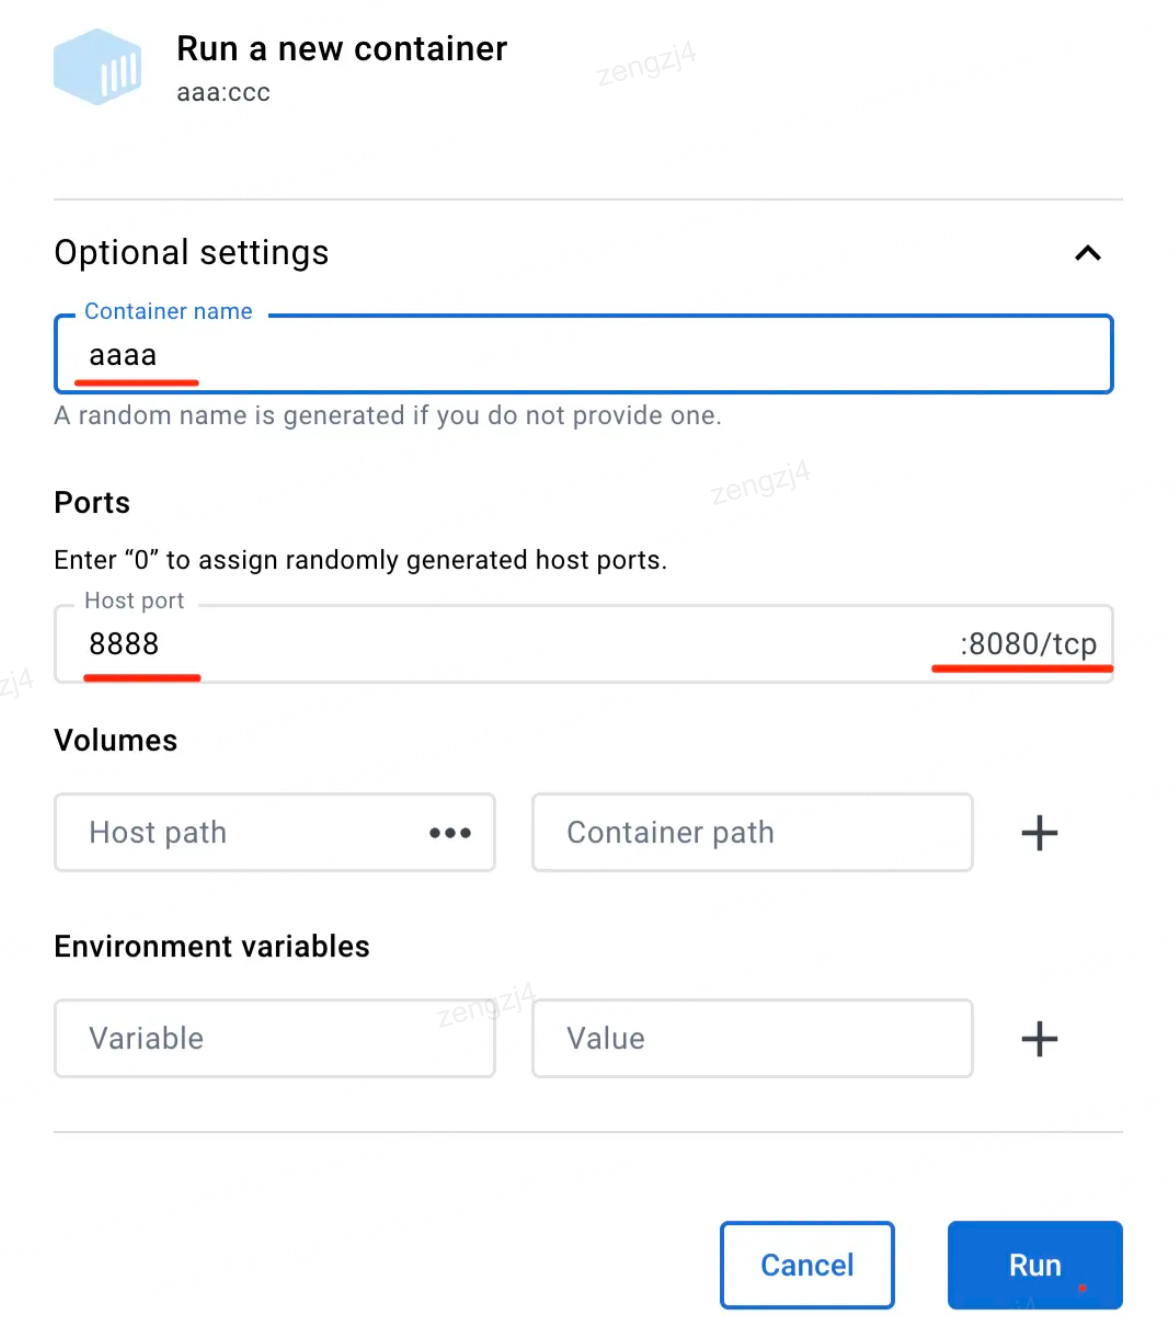 Run a new container
aaa:ccc
zengzj4
Optional settings
Container name
aaaa
A random name is generated if you do not provide one.
zengzj4
Ports
Enter “0” to assign randomly generated host ports.
Host port
8888 :8080/tcp
zj4
Volumes
Host path ••• Container path +
Environment variables
zengzj4
Variable Value +
Cancel Run
j4